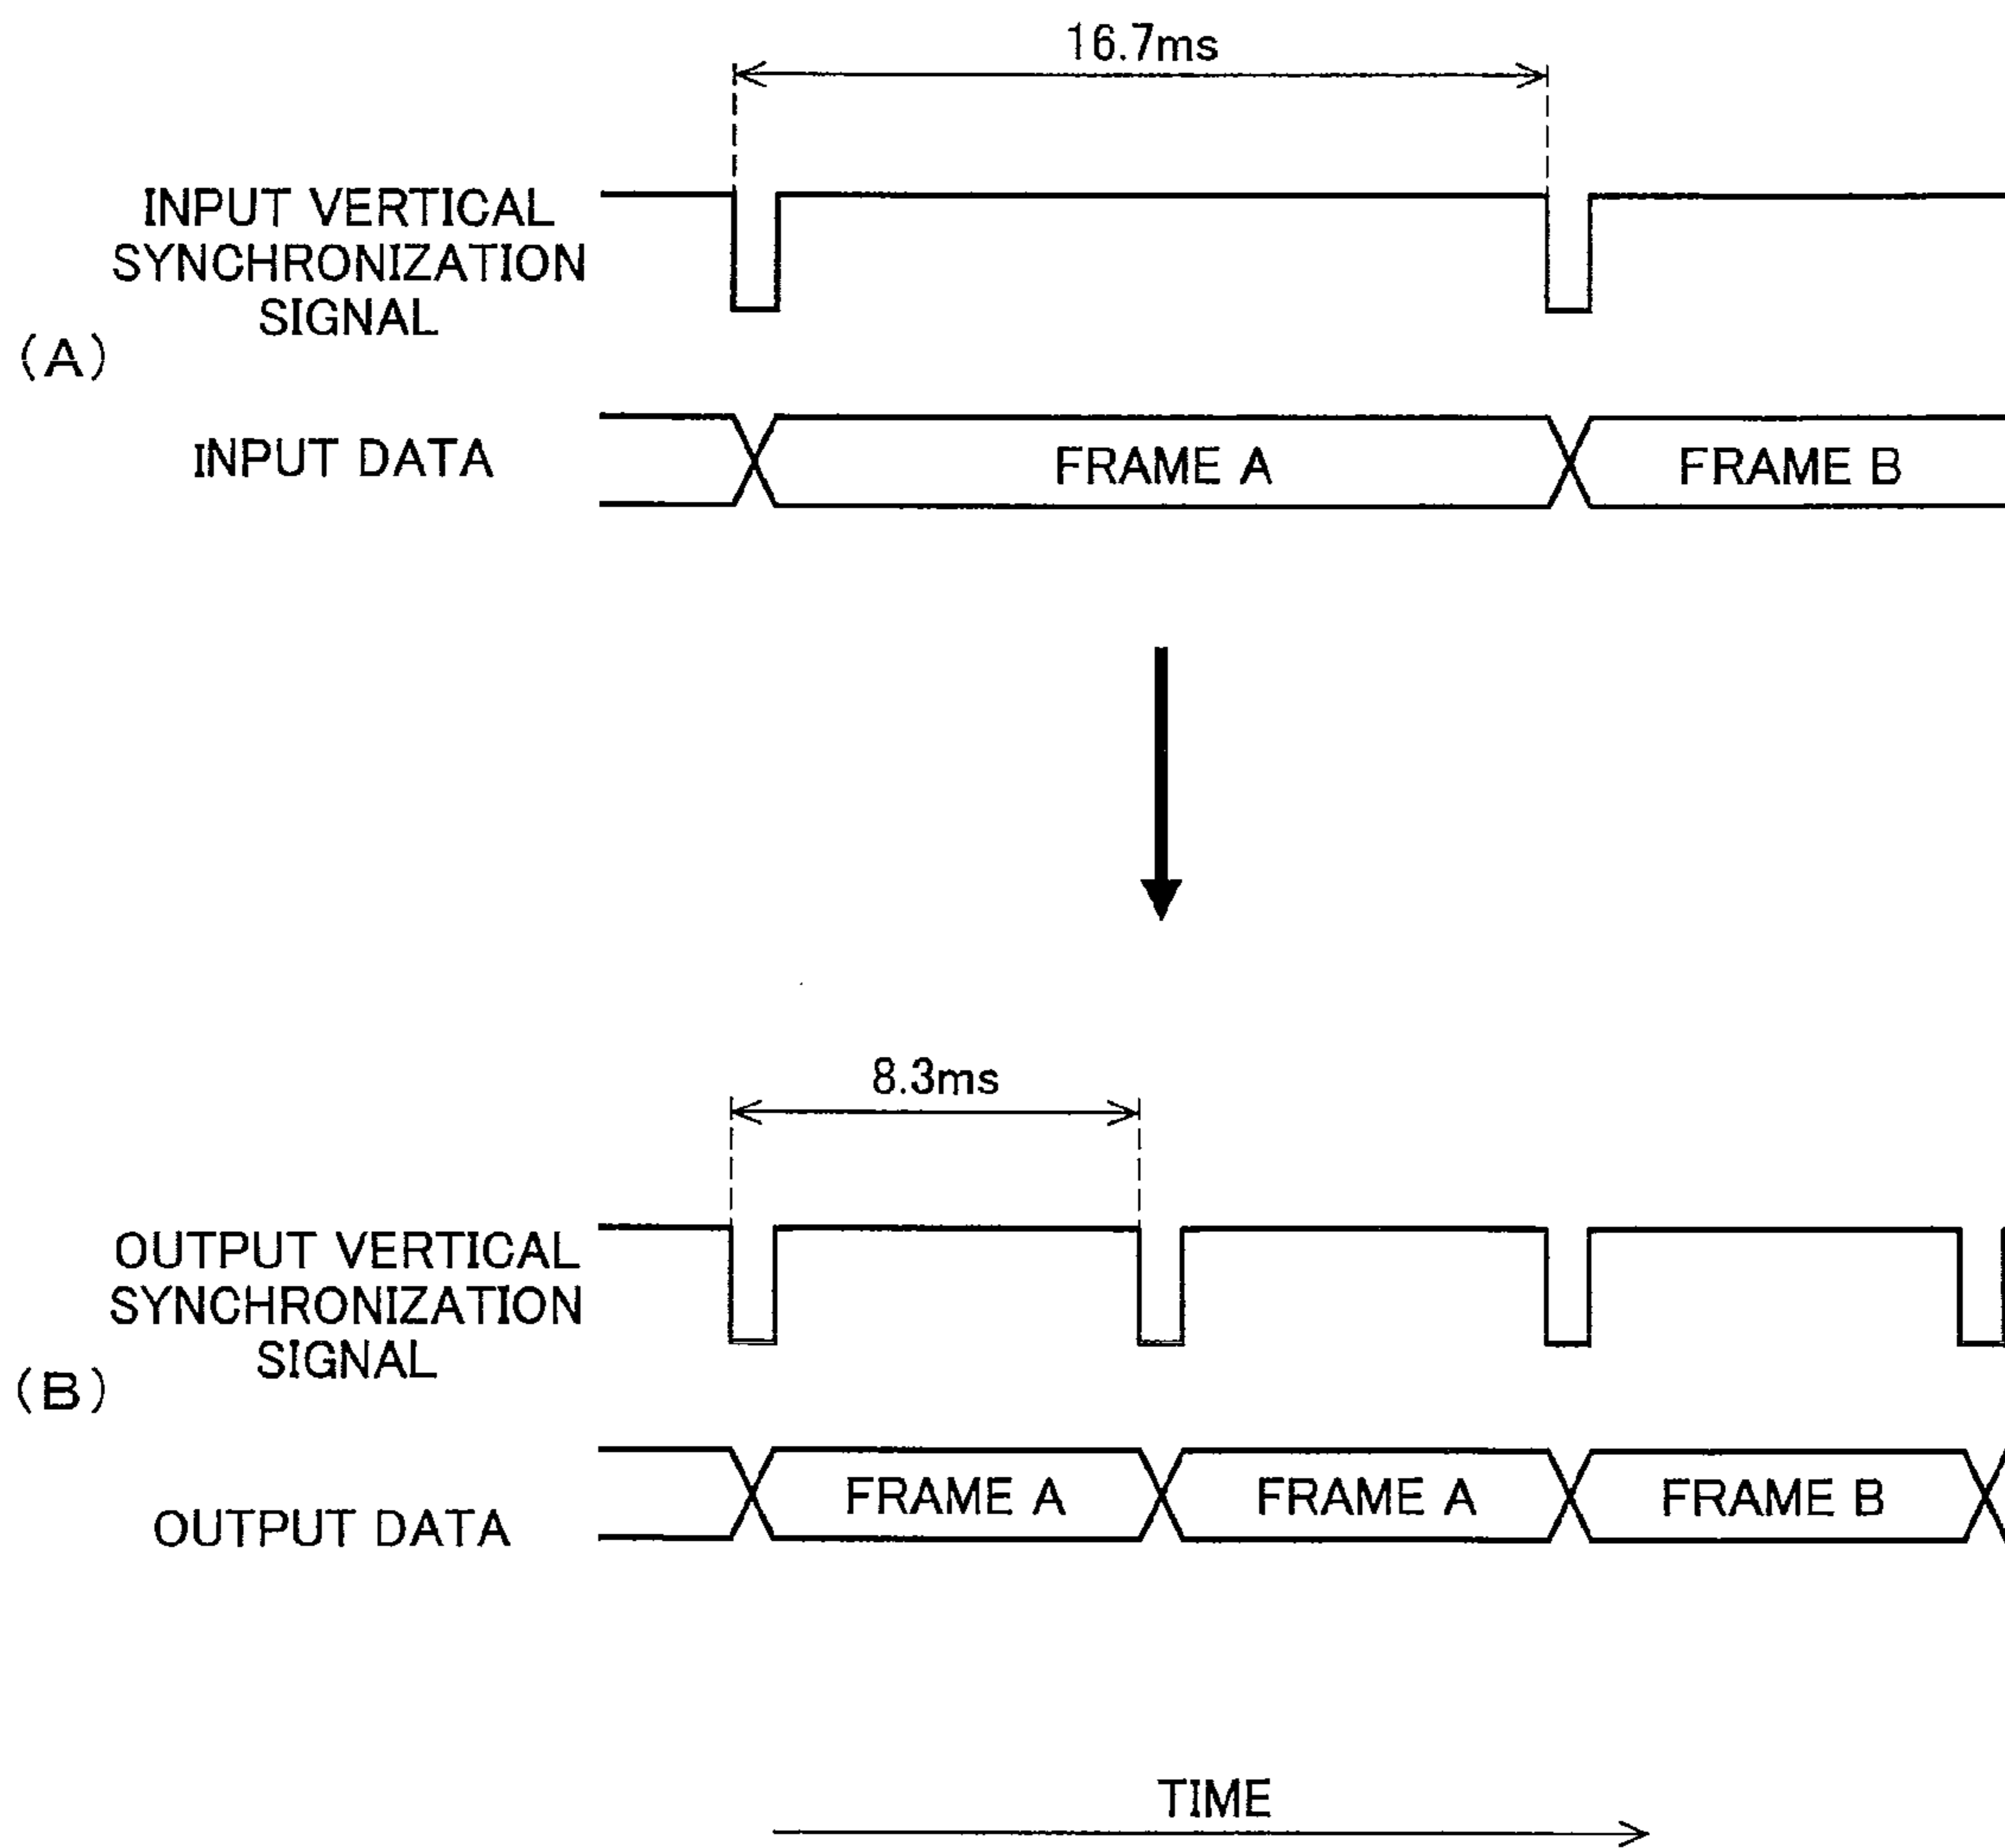 16.7ms
INPUT VERTICAL
SYNCHRONIZATION
SIGNAL
(A)
INPUT DATA
FRAME A
FRAME B
8.3ms
OUTPUT VERTICAL
SYNCHRONIZATION
SIGNAL
(B)
OUTPUT DATA
FRAME A
FRAME A
FRAME B
TIME